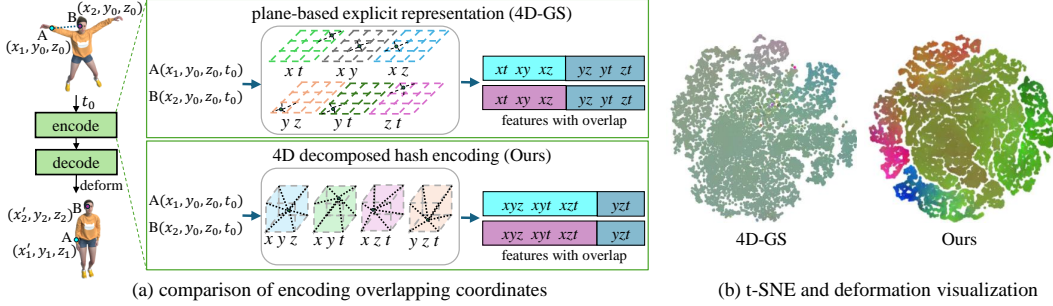 A
B
(x₂, y₀, z₀)
(x₁, y₀, z₀)
t₀
encode
decode
deform
B
(x₂′, y₂, z₂)
A
(x₁′, y₁, z₁)
plane-based explicit representation (4D-GS)
A(x₁, y₀, z₀, t₀)
B(x₂, y₀, z₀, t₀)
x t x y x z
y z y t z t
xt xy xz yz yt zt
xt xy xz yz yt zt
features with overlap
4D decomposed hash encoding (Ours)
A(x₁, y₀, z₀, t₀)
B(x₂, y₀, z₀, t₀)
x y z x y t x z t y z t
xyz xyt xzt yzt
xyz xyt xzt yzt
features with overlap
(a) comparison of encoding overlapping coordinates
4D-GS Ours
(b) t-SNE and deformation visualization